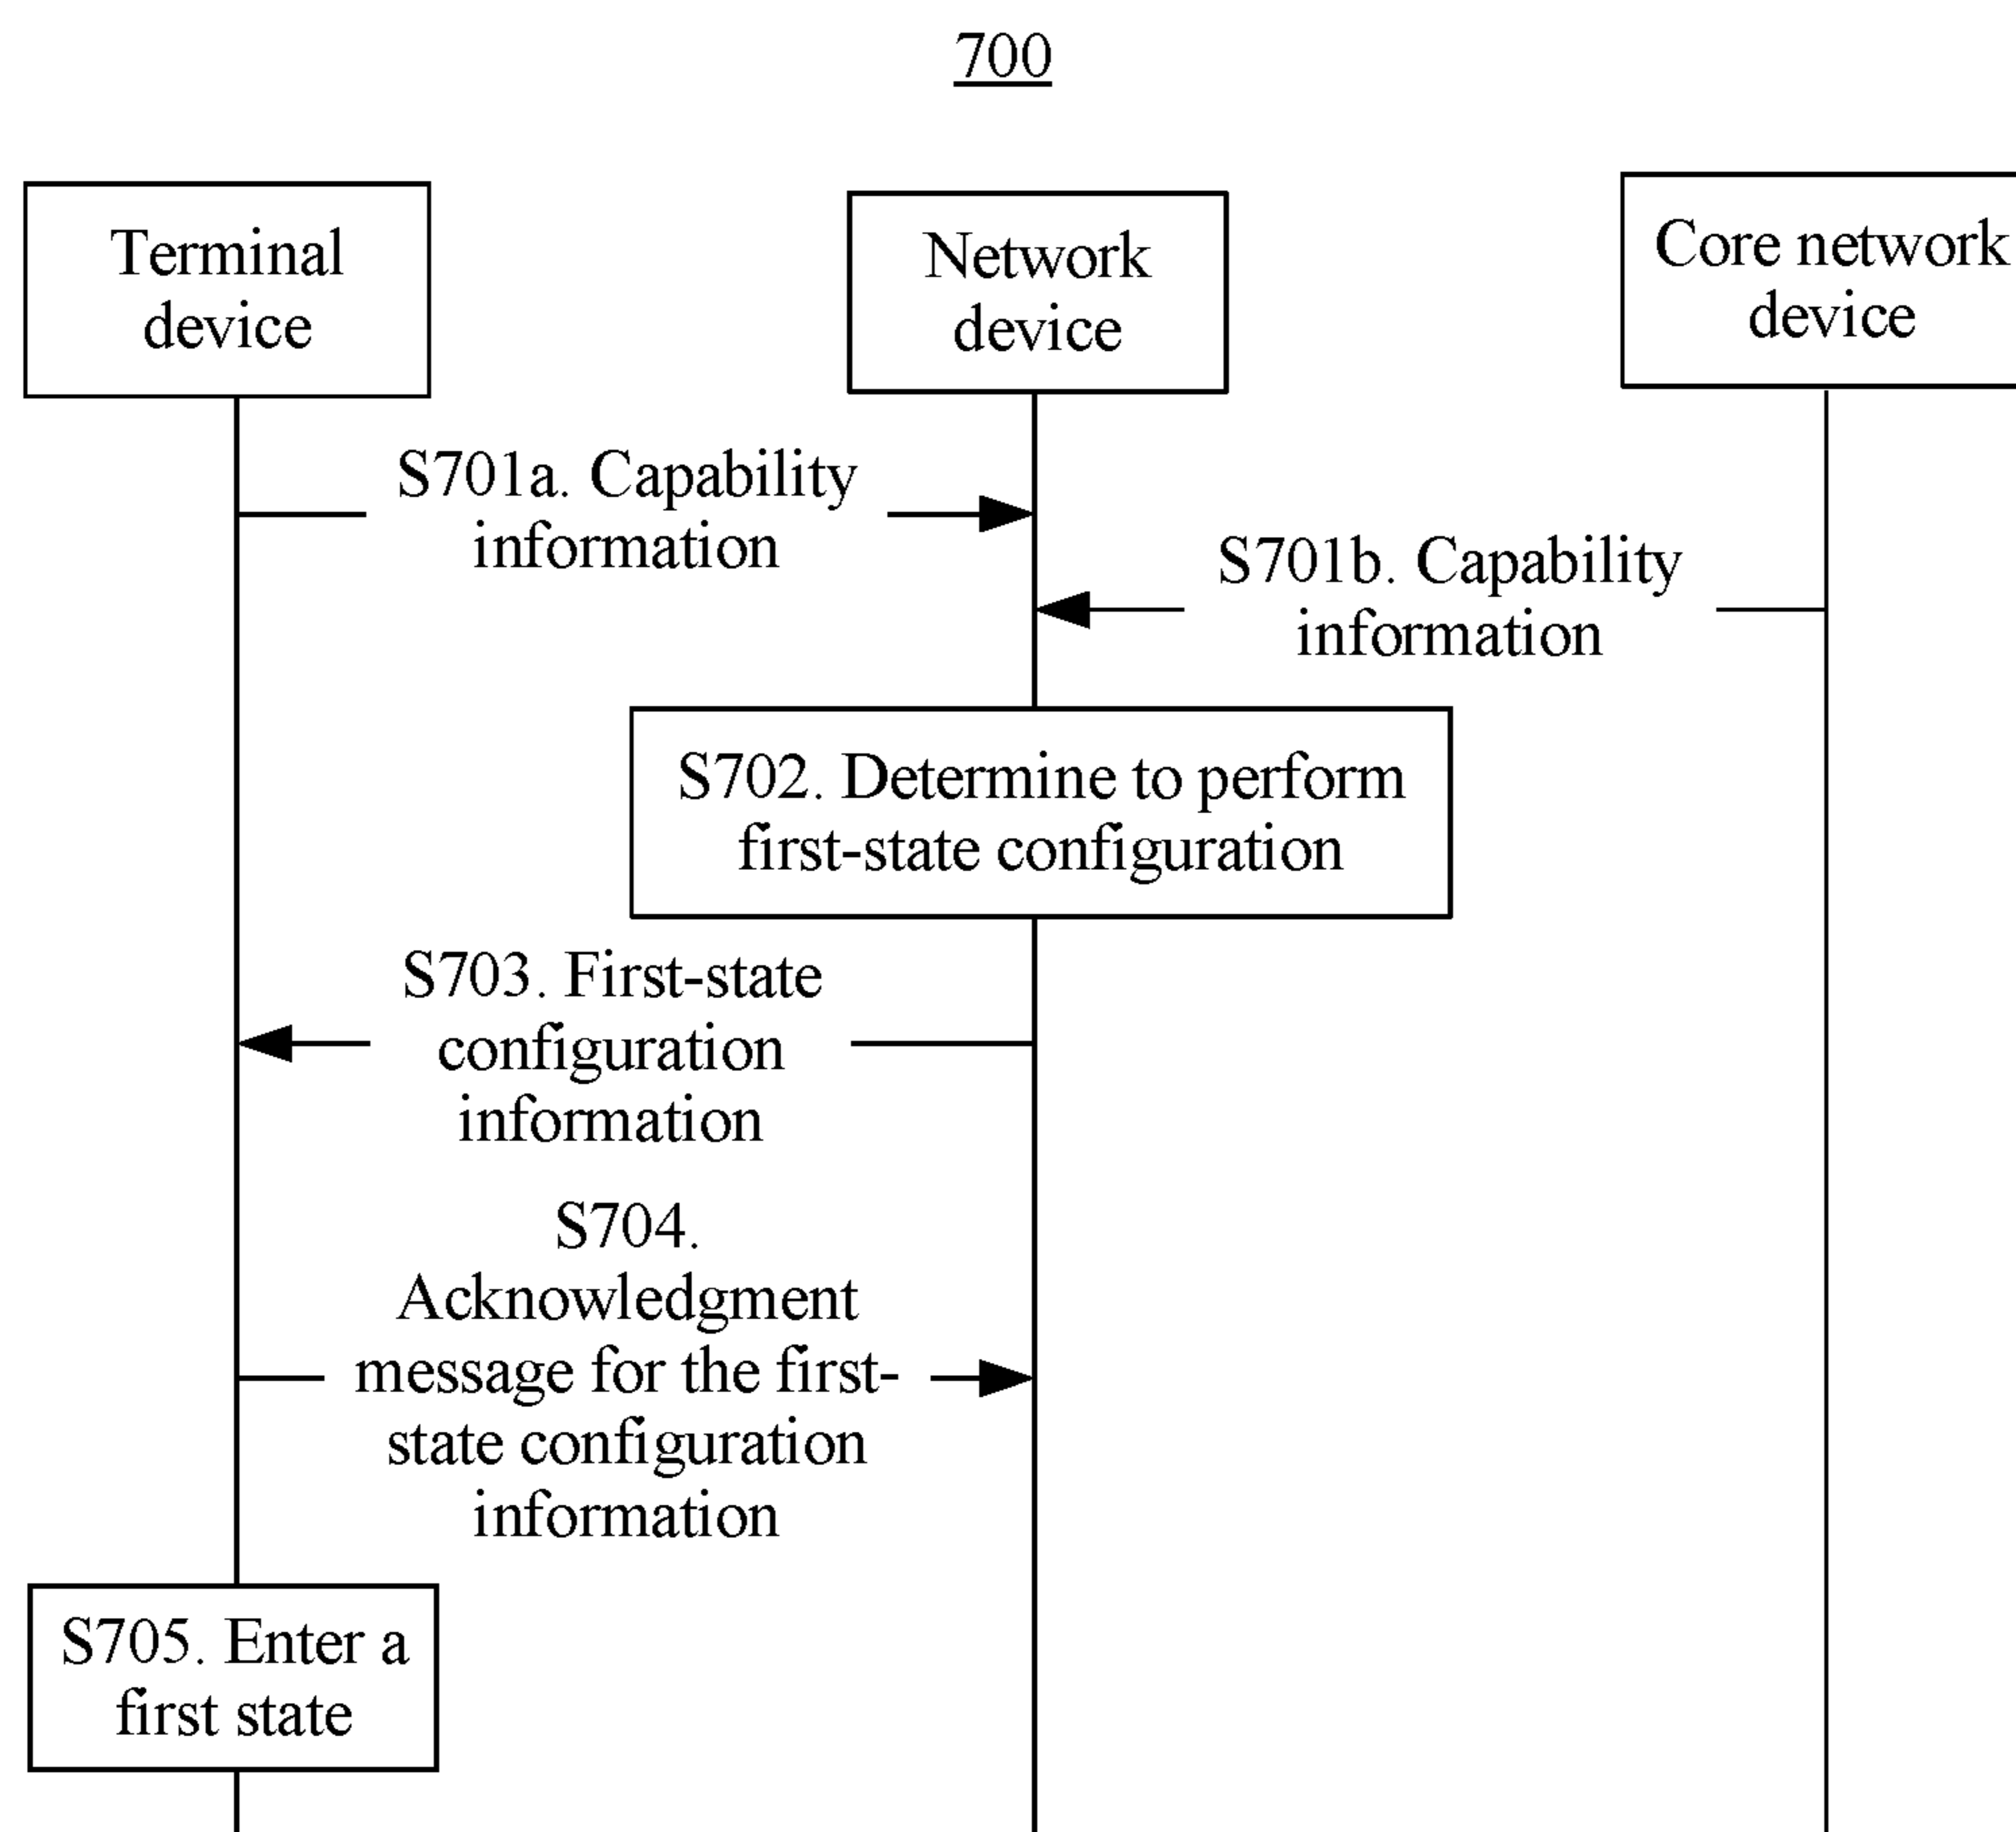 700
Terminal
device
Network
device
Core network
device
S701a. Capability
information
S701b. Capability
information
S702. Determine to perform
first-state configuration
S703. First-state
configuration
information
S704.
Acknowledgment
message for the first-
state configuration
information
S705. Enter a
first state